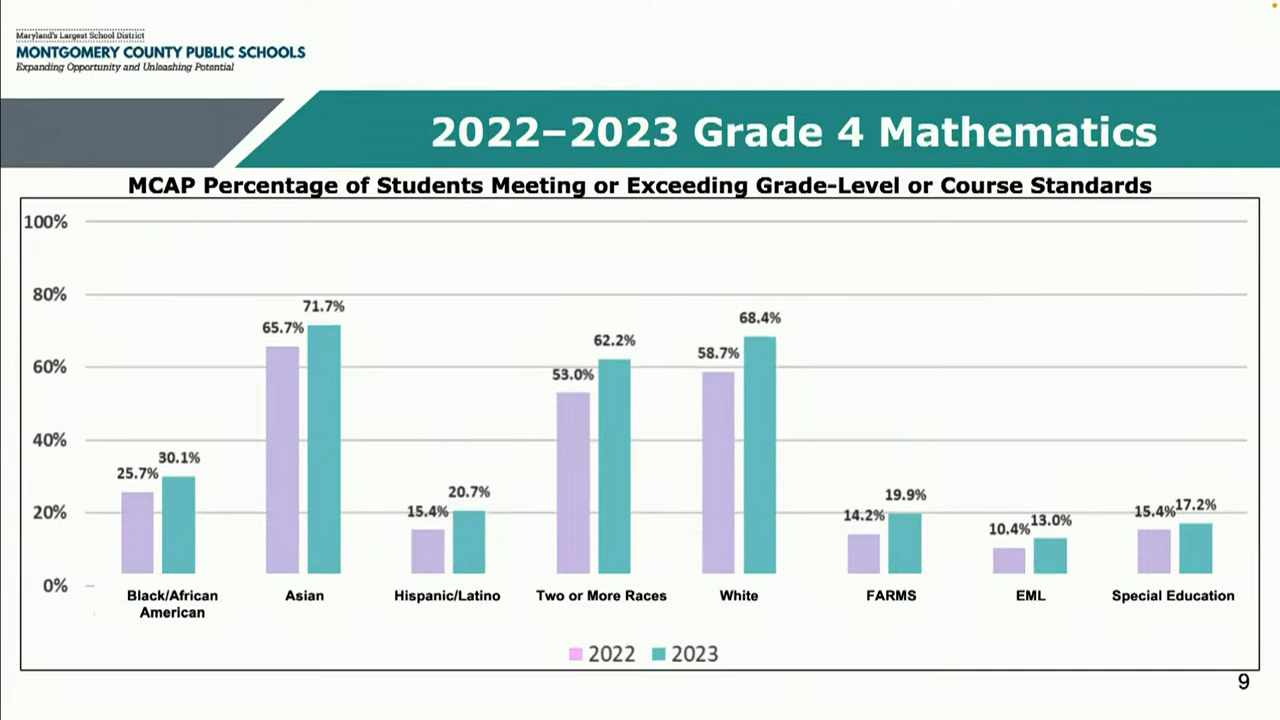 Maryland's Largest School District
MONTGOMERY COUNTY PUBLIC SCHOOLS
Expanding Opportunity and Unleashing Potential
2022–2023 Grade 4 Mathematics
MCAP Percentage of Students Meeting or Exceeding Grade-Level or Course Standards
100%
80%
60%
40%
20%
0%
25.7% 30.1%
65.7% 71.7%
15.4% 20.7%
53.0% 62.2%
58.7% 68.4%
14.2% 19.9%
10.4% 13.0%
15.4% 17.2%
Black/African
American
Asian
Hispanic/Latino
Two or More Races
White
FARMS
EML
Special Education
2022 2023
9